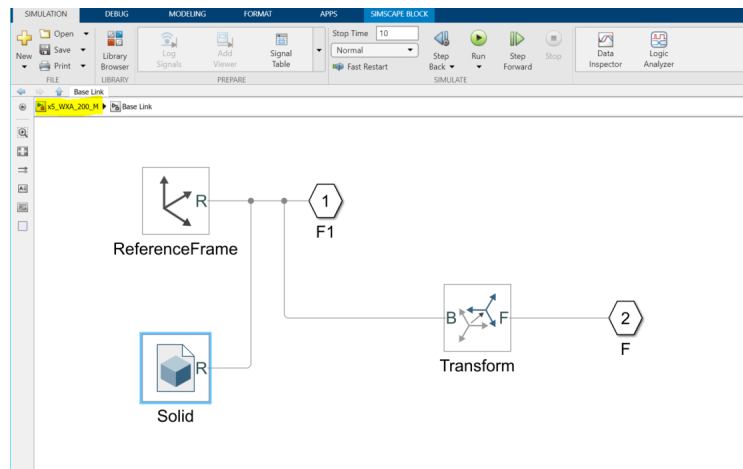 SIMULATION DEBUG MODELING FORMAT APPS SIMSCAPE BLOCK
New
Open
Save
Print
FILE
Library
Browser
LIBRARY
Log
Signals
Add
Viewer
Signal
Table
PREPARE
Stop Time 10
Normal
Fast Restart
Step
Back
Run
Step
Forward
Stop
SIMULATE
Data
Inspector
Logic
Analyzer
Base Link
x5_WXA_200_M Base Link
R
ReferenceFrame
1
F1
R
Solid
B F
Transform
2
F